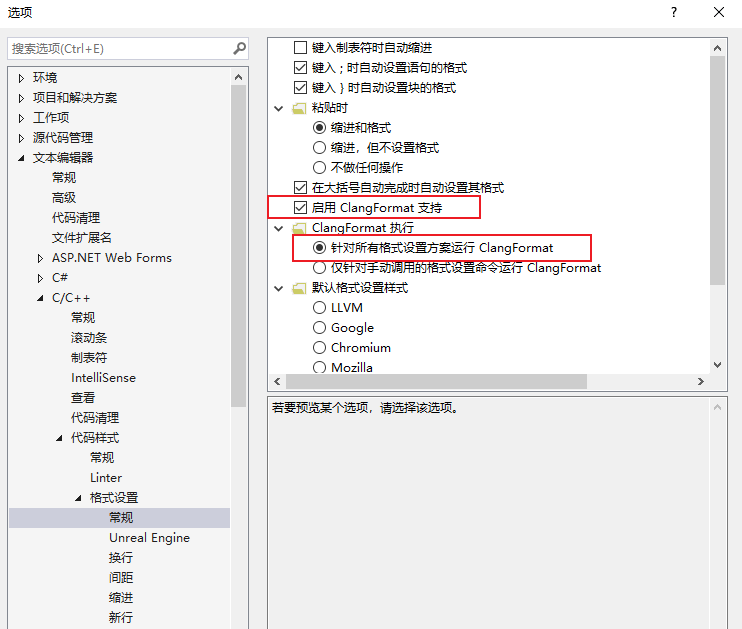 选项
?
搜索选项(Ctrl+E)
环境
项目和解决方案
工作项
源代码管理
文本编辑器
常规
高级
代码清理
文件扩展名
ASP.NET Web Forms
C#
C/C++
常规
滚动条
制表符
IntelliSense
查看
代码清理
代码样式
常规
Linter
格式设置
常规
Unreal Engine
换行
间距
缩进
新行
键入制表符时自动缩进
键入 ; 时自动设置语句的格式
键入 } 时自动设置块的格式
粘贴时
缩进和格式
缩进，但不设置格式
不做任何操作
在大括号自动完成时自动设置其格式
启用 ClangFormat 支持
ClangFormat 执行
针对所有格式设置方案运行 ClangFormat
仅针对手动调用的格式设置命令运行 ClangFormat
默认格式设置样式
LLVM
Google
Chromium
Mozilla
若要预览某个选项，请选择该选项。